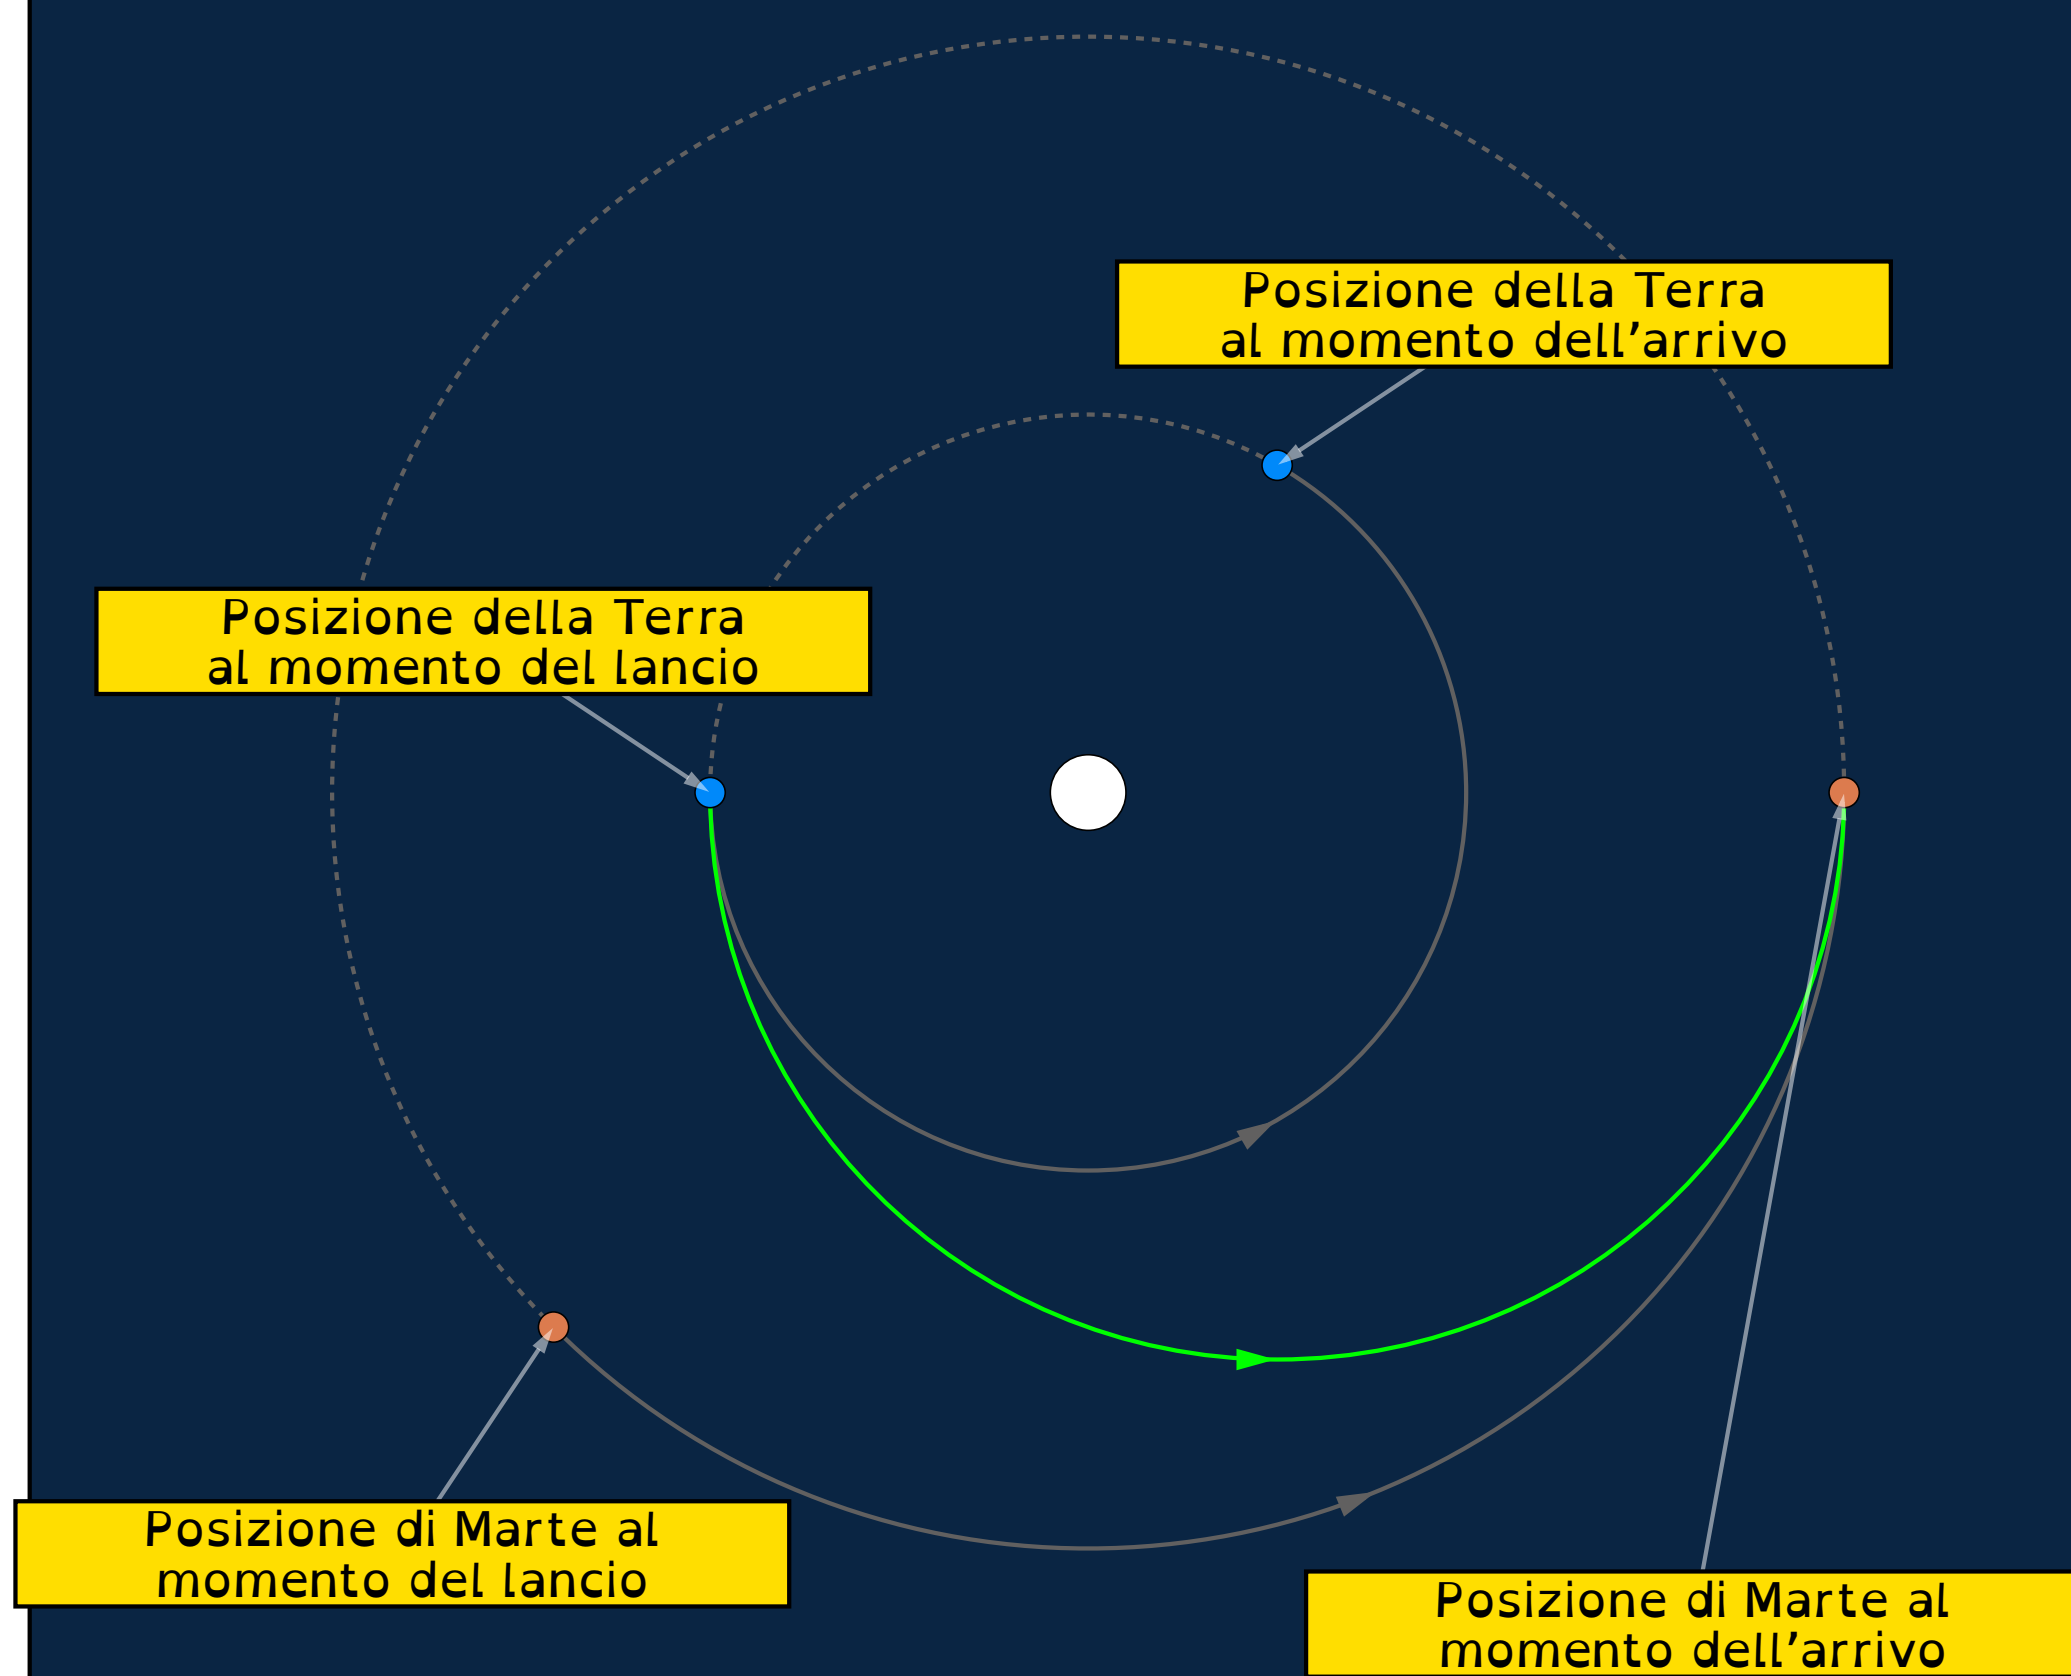 Posizione della Terra
al momento dell’arrivo
Posizione della Terra
al momento del lancio
Posizione di Marte al
momento del lancio
Posizione di Marte al
momento dell’arrivo